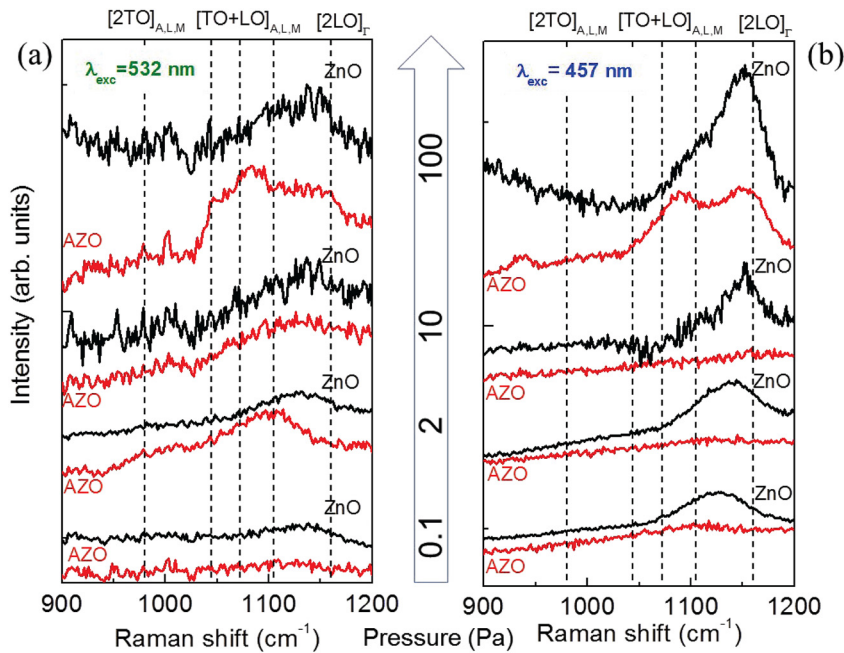 [2TO]A,L,M [TO+LO]A,L,M [2LO]Γ
(a)
λexc=532 nm
ZnO
AZO
ZnO
AZO
ZnO
AZO
ZnO
AZO
900 1000 1100 1200
Raman shift (cm-1)
Intensity (arb. units)
100
10
2
0.1
Pressure (Pa)
[2TO]A,L,M [TO+LO]A,L,M [2LO]Γ
(b)
λexc= 457 nm
ZnO
AZO
ZnO
AZO
ZnO
AZO
ZnO
AZO
900 1000 1100 1200
Raman shift (cm-1)